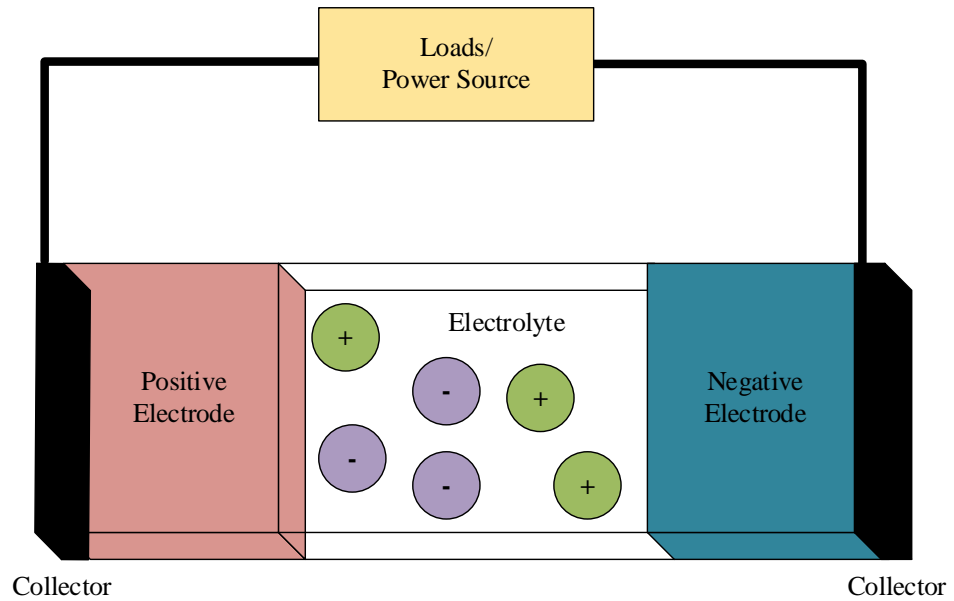 Loads/
Power Source
Electrolyte
+
-
+
-
-
+
Positive
Electrode
Negative
Electrode
Collector
Collector